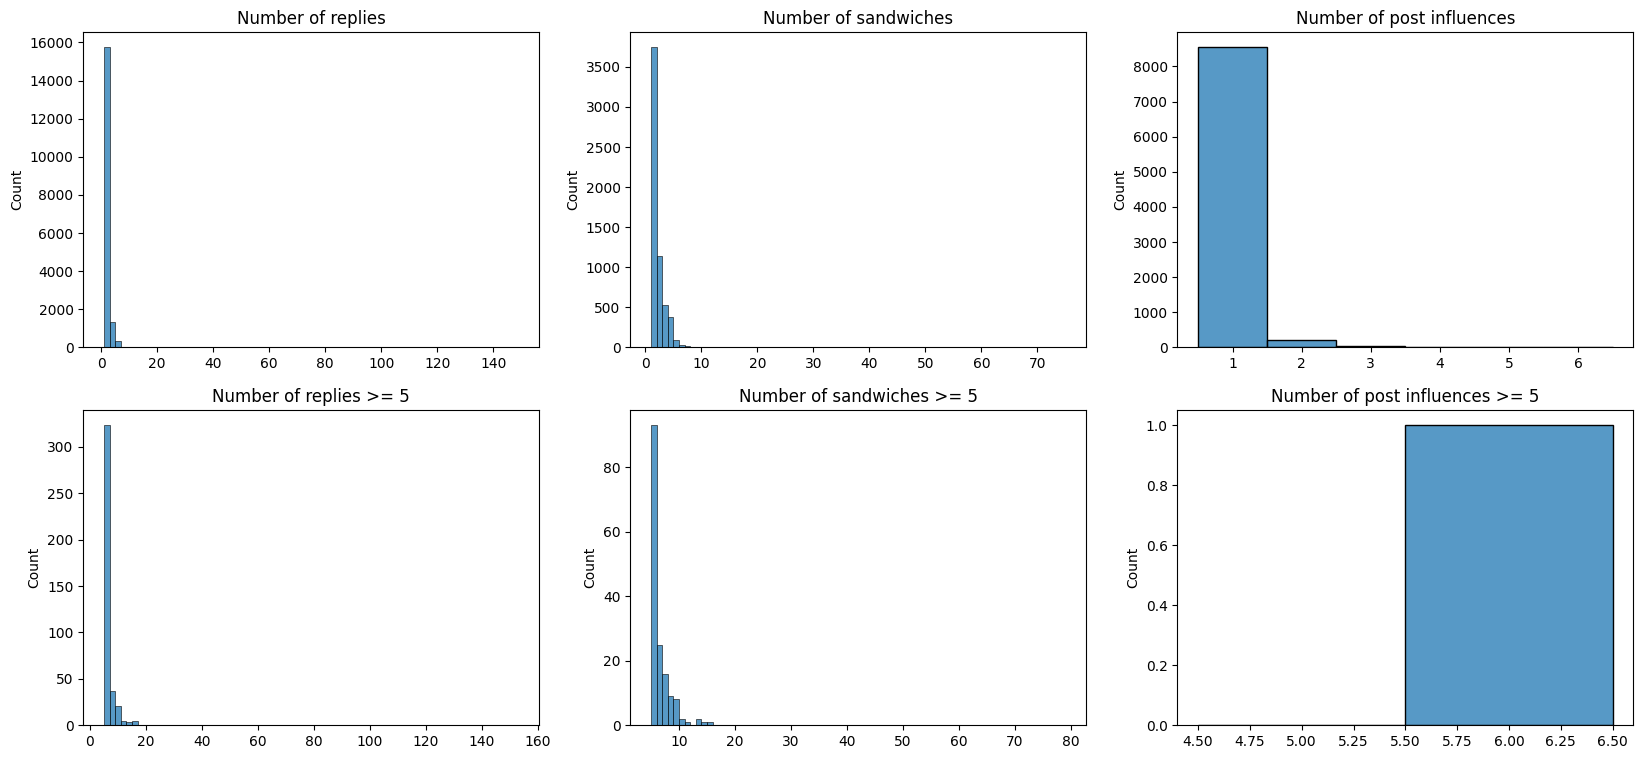 Number of replies
Number of sandwiches
Number of post influences
Count
16000
14000
12000
10000
8000
6000
4000
2000
0
0 20 40 60 80 100 120 140
Count
3500
3000
2500
2000
1500
1000
500
0
0 10 20 30 40 50 60 70
Count
8000
7000
6000
5000
4000
3000
2000
1000
0
1 2 3 4 5 6
Number of replies >= 5
Number of sandwiches >= 5
Number of post influences >= 5
Count
300
250
200
150
100
50
0
0 20 40 60 80 100 120 140 160
Count
80
60
40
20
0
10 20 30 40 50 60 70 80
Count
1.0
0.8
0.6
0.4
0.2
0.0
4.50 4.75 5.00 5.25 5.50 5.75 6.00 6.25 6.50